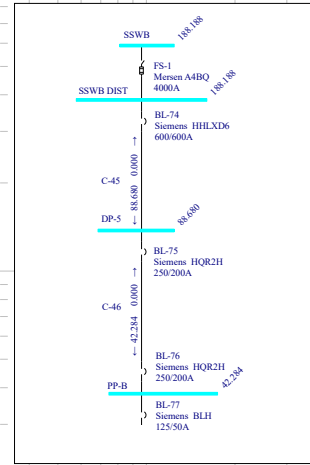 SSWB
188.188
FS-1
Mersen A4BQ
4000A
SSWB DIST
188.188
BL-74
Siemens HHLXD6
600/600A
C-45
← 88.680 0.000 →
DP-5
88.680
BL-75
Siemens HQR2H
250/200A
C-46
← 42.284 0.000 →
BL-76
Siemens HQR2H
250/200A
PP-B
42.284
BL-77
Siemens BLH
125/50A